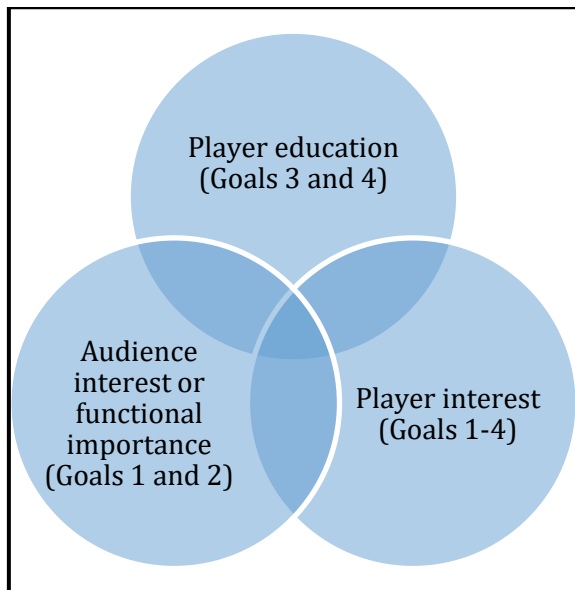 Player education
(Goals 3 and 4)
Audience
interest or
functional
importance
(Goals 1 and 2)
Player interest
(Goals 1-4)